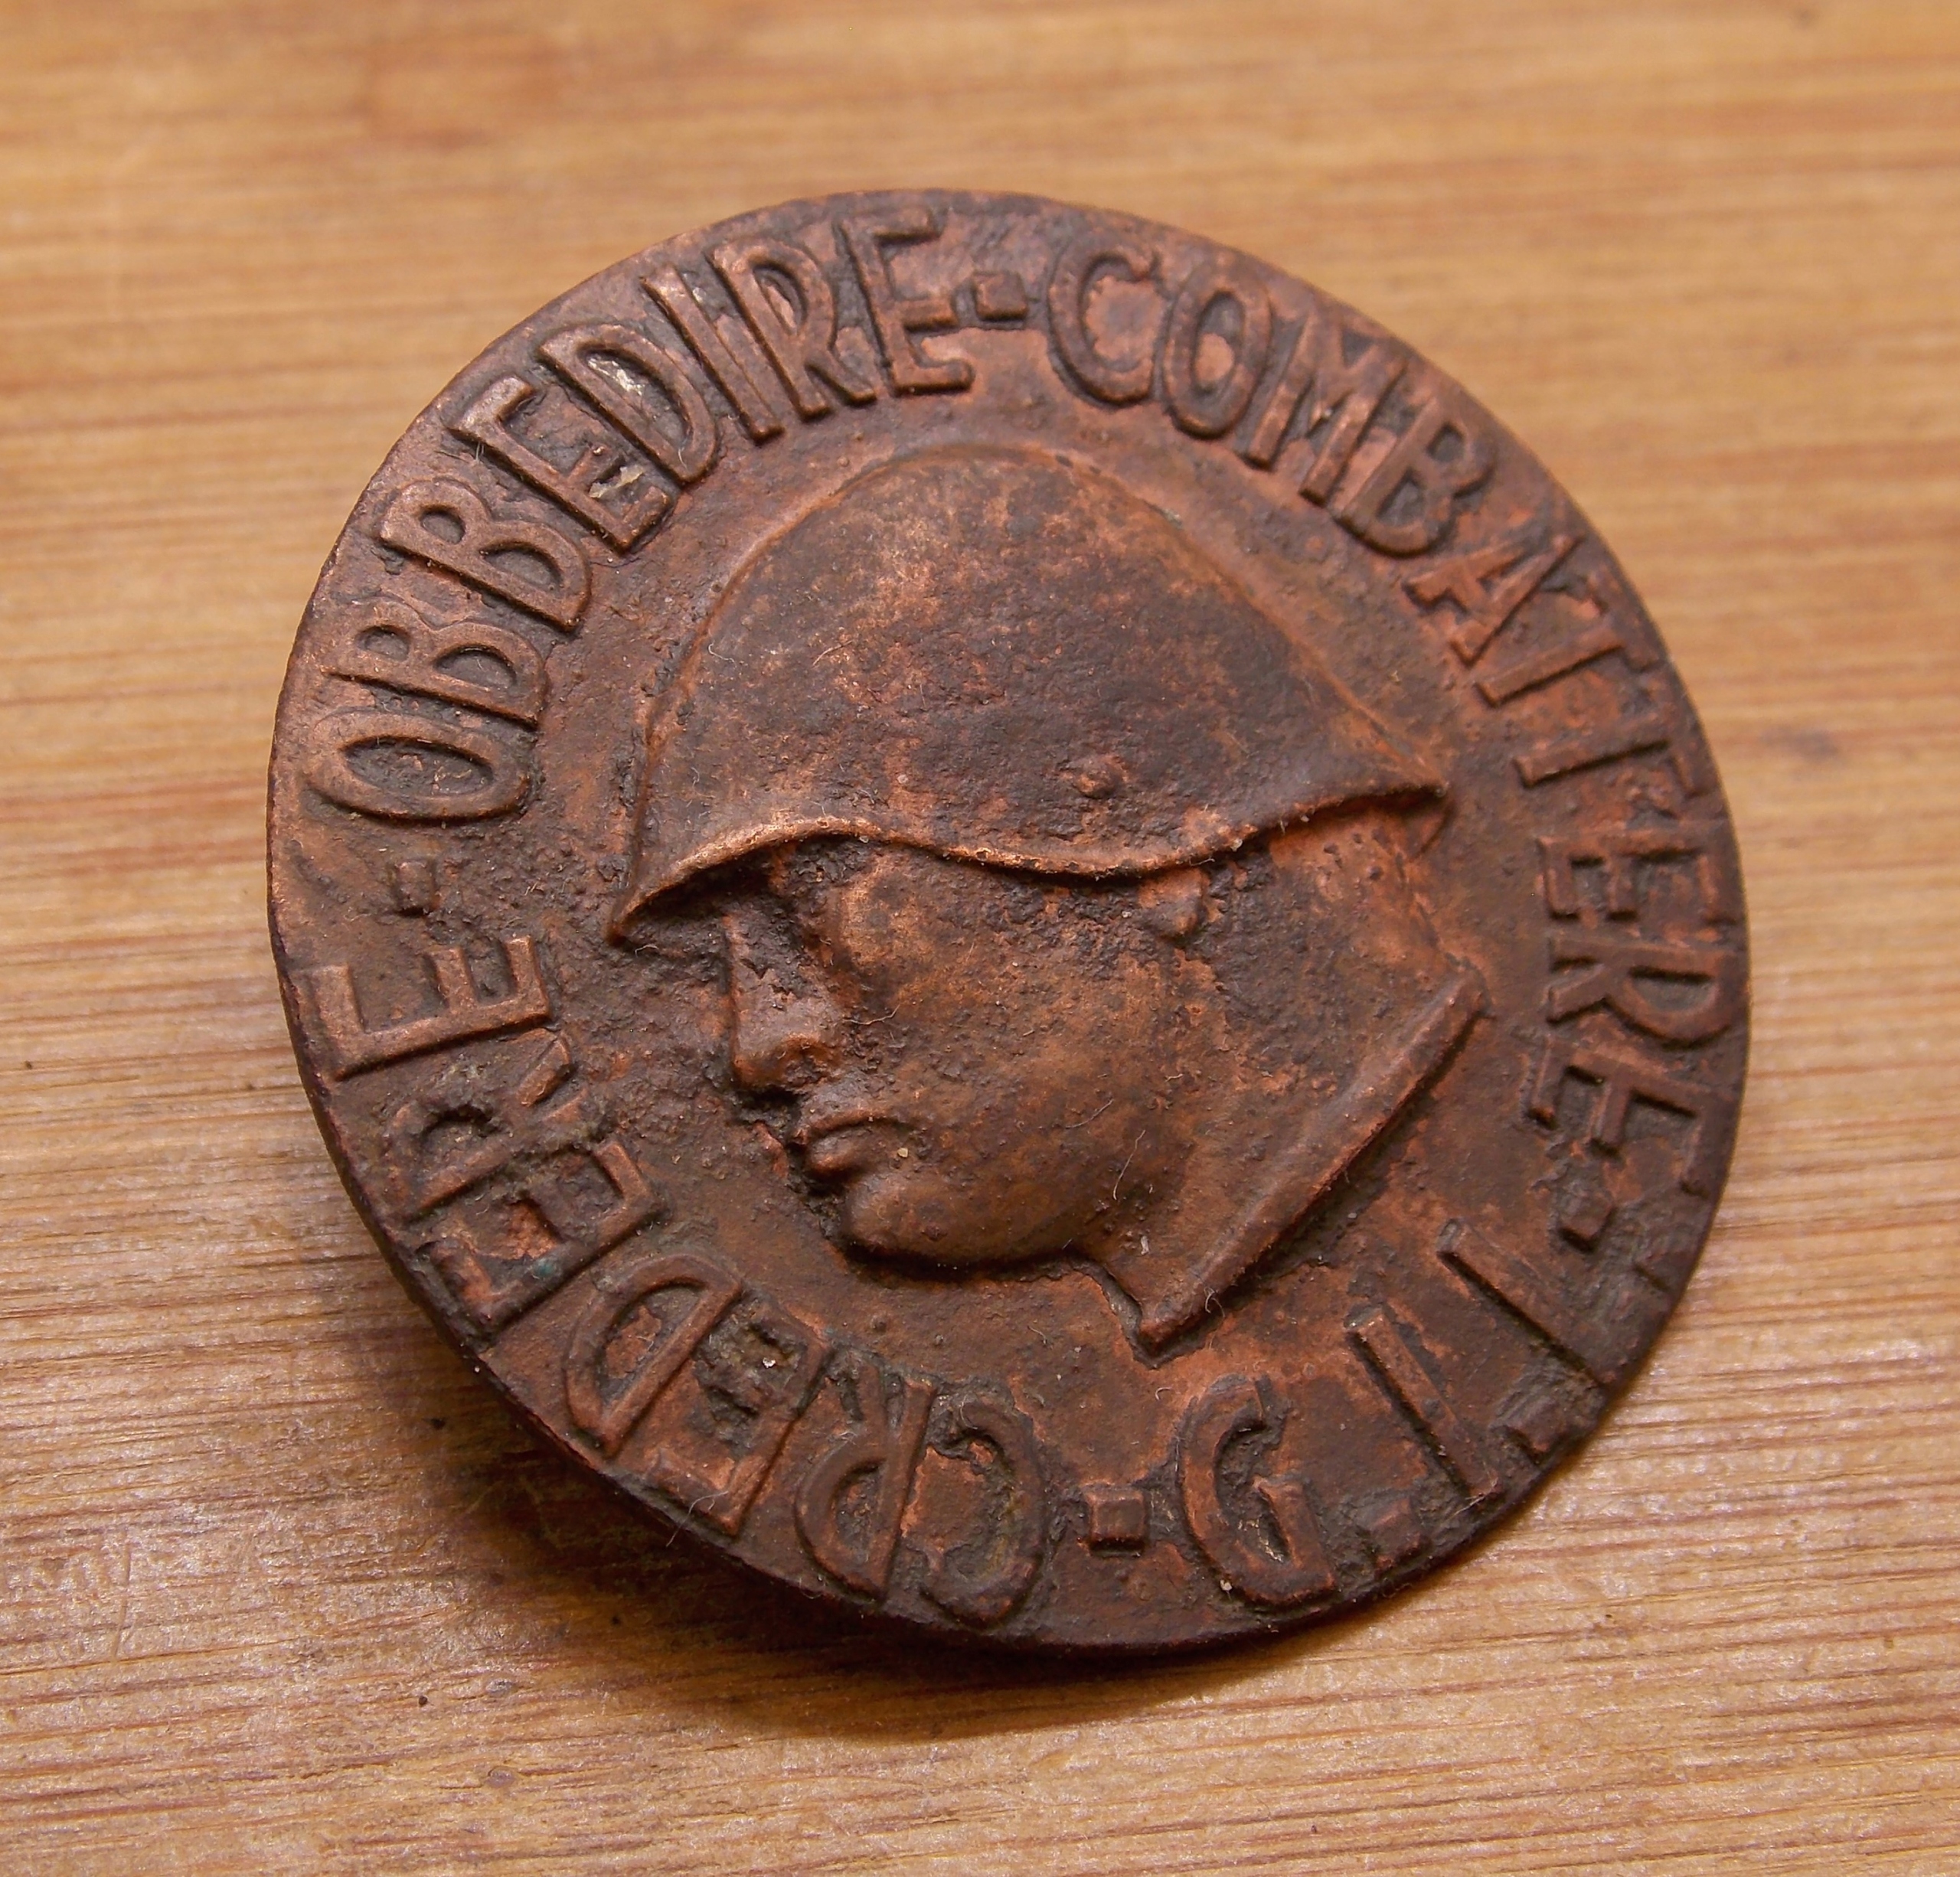 CREDERE - OBBEDIRE - COMBATTERE -
G.I.L.